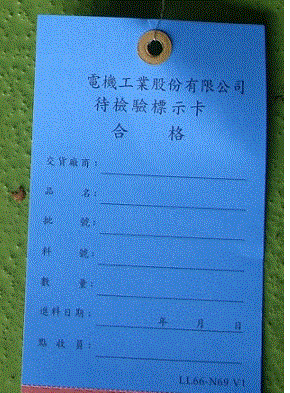 電機工業股份有限公司
待檢驗標示卡
合 格
交貨廠商：
品 名：
批 號：
料 號：
數 量：
進料日期： 年 月 日
點收員：
LL66-N69 V1